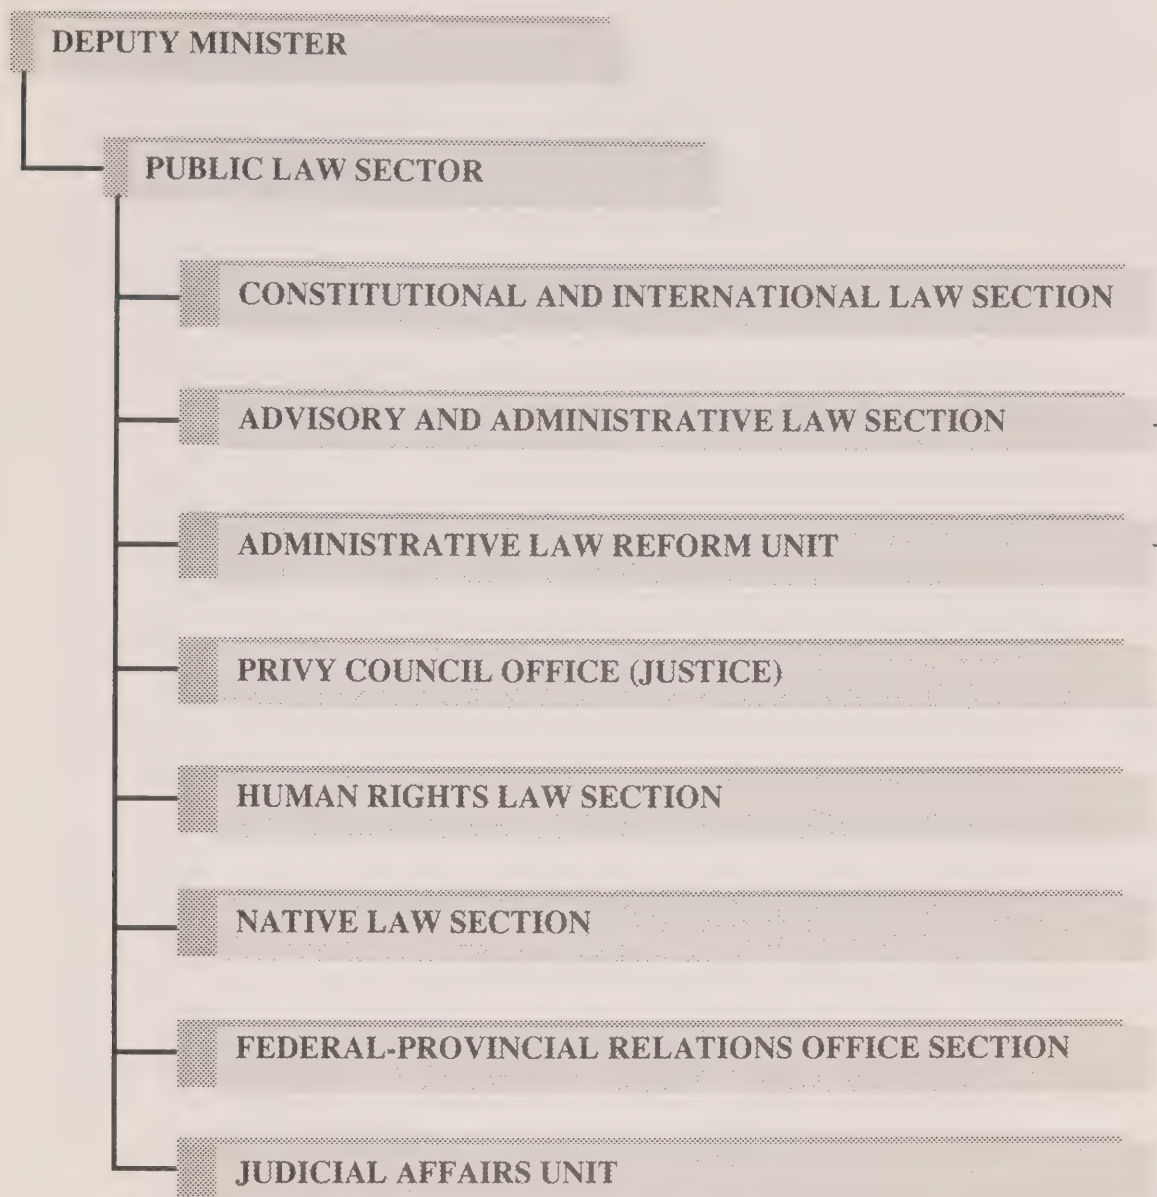 DEPUTY MINISTER
PUBLIC LAW SECTOR
CONSTITUTIONAL AND INTERNATIONAL LAW SECTION
ADVISORY AND ADMINISTRATIVE LAW SECTION
ADMINISTRATIVE LAW REFORM UNIT
PRIVY COUNCIL OFFICE (JUSTICE)
HUMAN RIGHTS LAW SECTION
NATIVE LAW SECTION
FEDERAL-PROVINCIAL RELATIONS OFFICE SECTION
JUDICIAL AFFAIRS UNIT